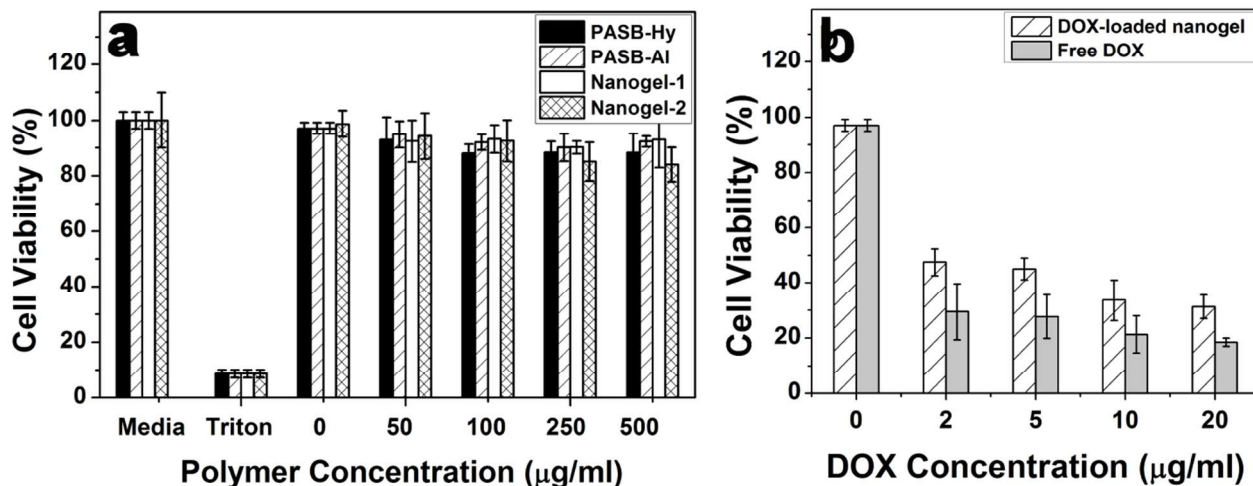 a
PASB-Hy
PASB-Al
Nanogel-1
Nanogel-2
Cell Viability (%)
120
100
80
60
40
20
0
Media Triton 0 50 100 250 500
Polymer Concentration (μg/ml)
b
DOX-loaded nanogel
Free DOX
Cell Viability (%)
120
100
80
60
40
20
0
0 2 5 10 20
DOX Concentration (μg/ml)